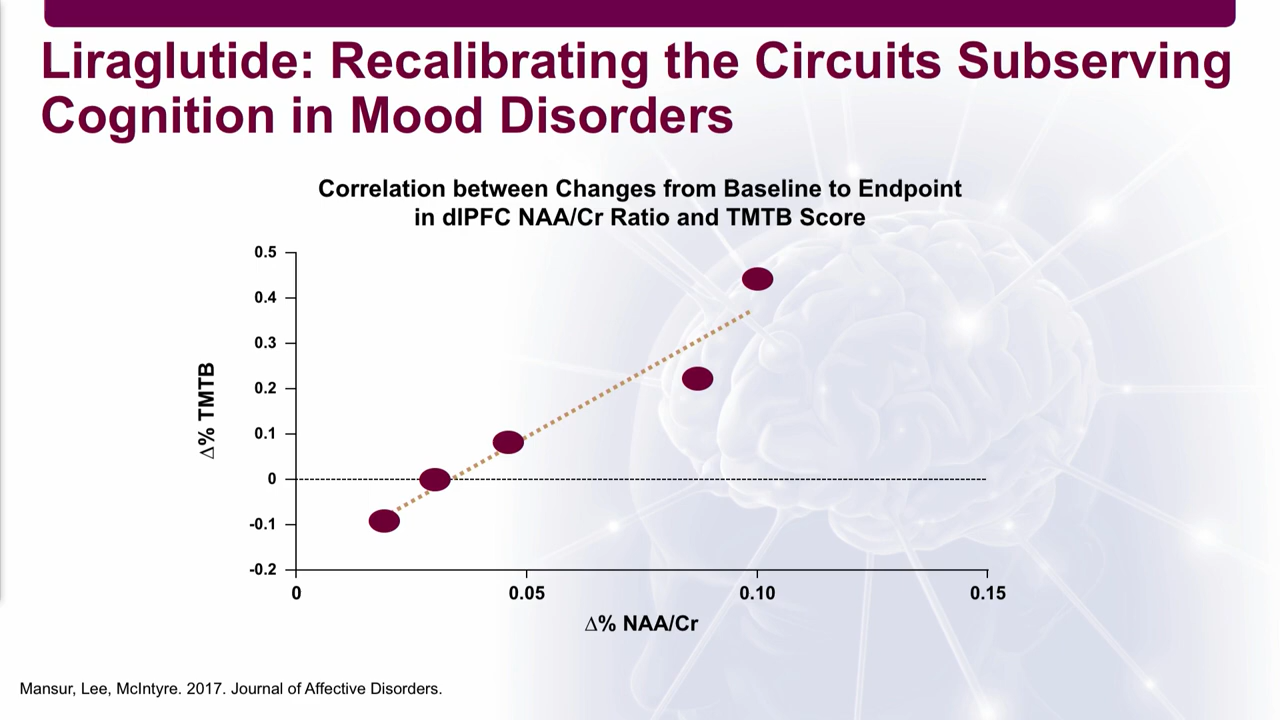 Liraglutide: Recalibrating the Circuits Subserving
Cognition in Mood Disorders
Correlation between Changes from Baseline to Endpoint
in dlPFC NAA/Cr Ratio and TMTB Score
0.5
0.4
0.3
0.2
0.1
0
-0.1
-0.2
Δ% TMTB
0 0.05 0.10 0.15
Δ% NAA/Cr
Mansur, Lee, McIntyre. 2017. Journal of Affective Disorders.